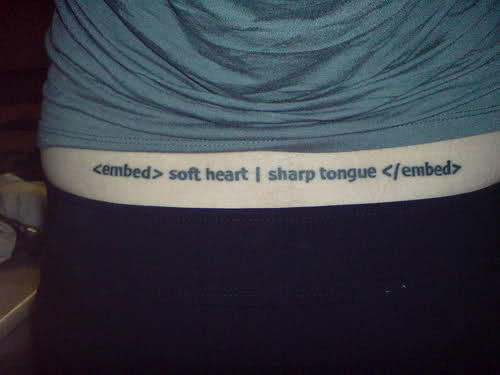 <embed> soft heart | sharp tongue </embed>